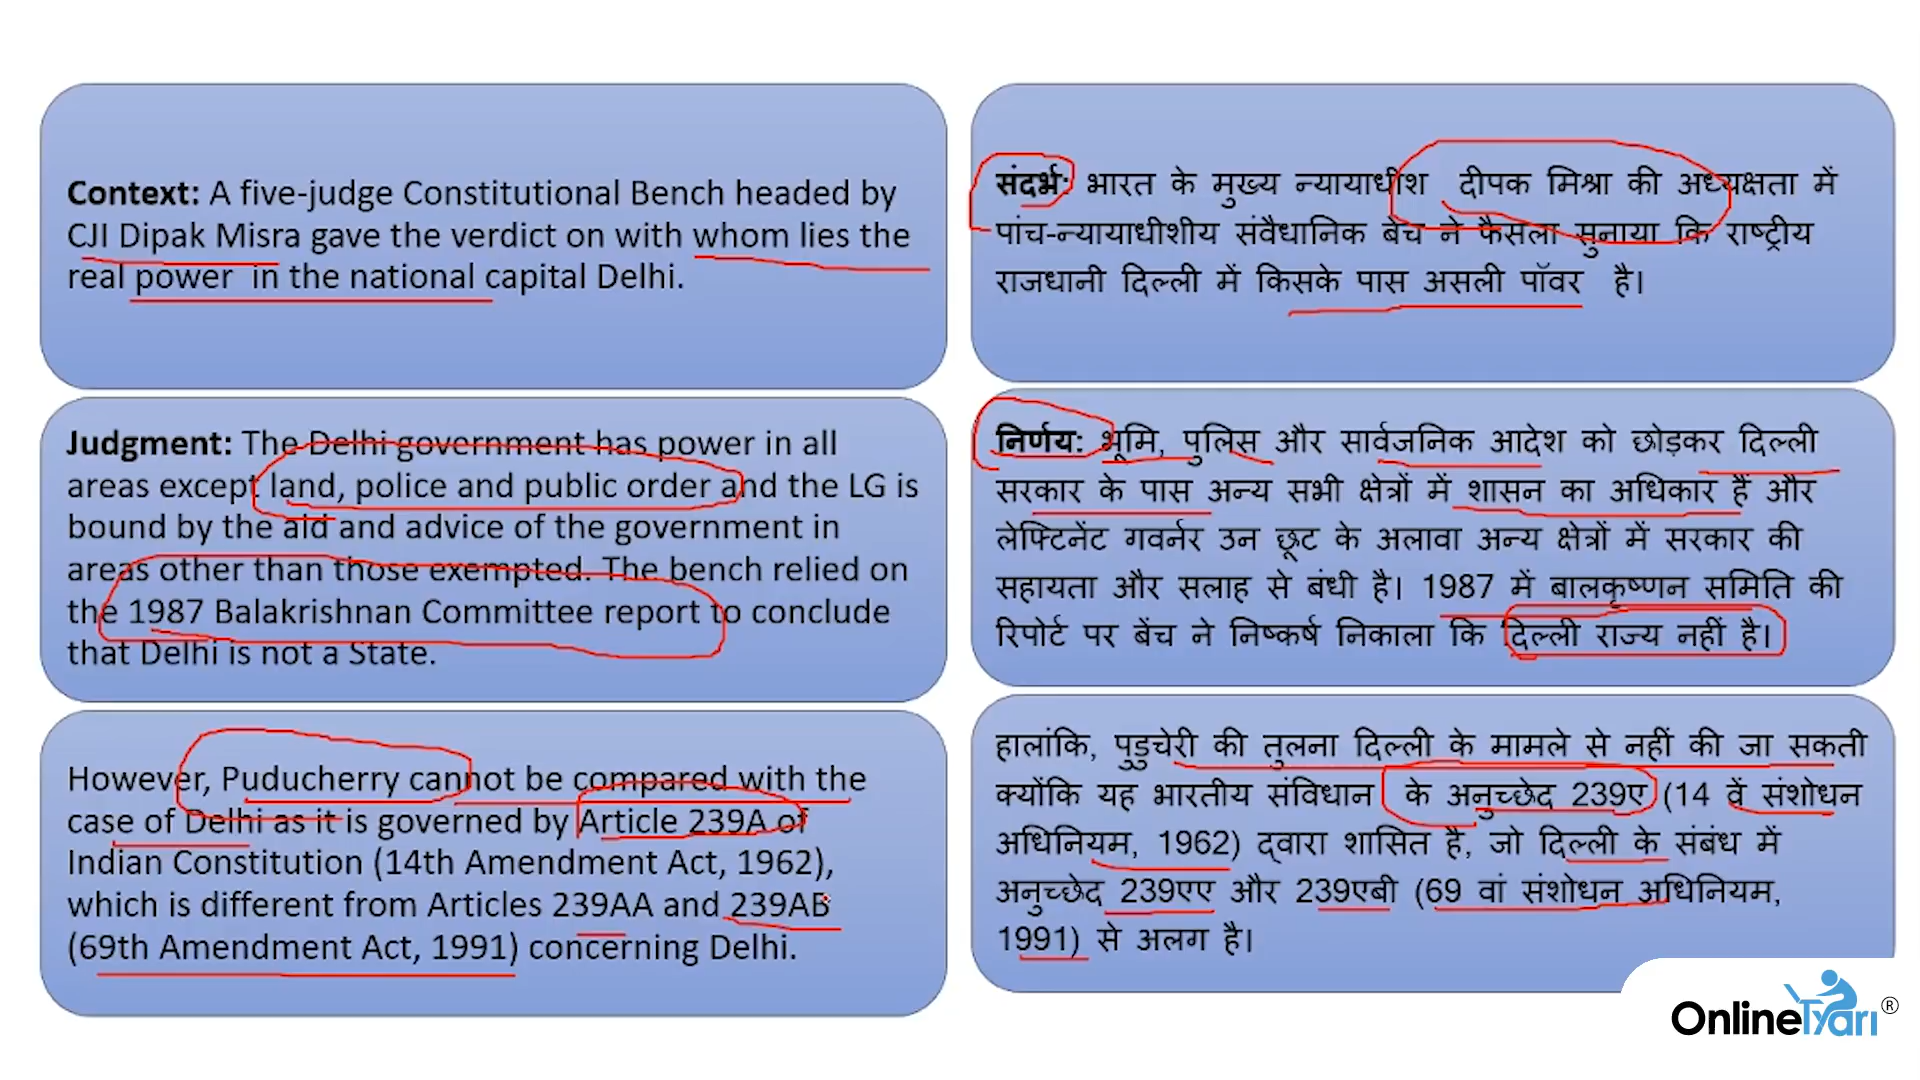 Context: A five-judge Constitutional Bench headed by
CJI Dipak Misra gave the verdict on with whom lies the
real power in the national capital Delhi.
Judgment: The Delhi government has power in all
areas except land, police and public order and the LG is
bound by the aid and advice of the government in
areas other than those exempted. The bench relied on
the 1987 Balakrishnan Committee report to conclude
that Delhi is not a State.
However, Puducherry cannot be compared with the
case of Delhi as it is governed by Article 239A of
Indian Constitution (14th Amendment Act, 1962),
which is different from Articles 239AA and 239AB
(69th Amendment Act, 1991) concerning Delhi.
संदर्भ: भारत के मुख्य न्यायाधीश दीपक मिश्रा की अध्यक्षता में
पांच-न्यायाधीशीय संवैधानिक बेंच ने फैसला सुनाया कि राष्ट्रीय
राजधानी दिल्ली में किसके पास असली पॉवर है।
निर्णय: भूमि, पुलिस और सार्वजनिक आदेश को छोड़कर दिल्ली
सरकार के पास अन्य सभी क्षेत्रों में शासन का अधिकार हैं और
लेफ्टिनेंट गवर्नर उन छूट के अलावा अन्य क्षेत्रों में सरकार की
सहायता और सलाह से बंधी है। 1987 में बालकृष्णन समिति की
रिपोर्ट पर बेंच ने निष्कर्ष निकाला कि दिल्ली राज्य नहीं है।
हालांकि, पुडुचेरी की तुलना दिल्ली के मामले से नहीं की जा सकती
क्योंकि यह भारतीय संविधान के अनुच्छेद 239ए (14 वें संशोधन
अधिनियम, 1962) द्वारा शासित है, जो दिल्ली के संबंध में
अनुच्छेद 239एए और 239एबी (69 वां संशोधन अधिनियम,
1991) से अलग है।
OnlineTyari®